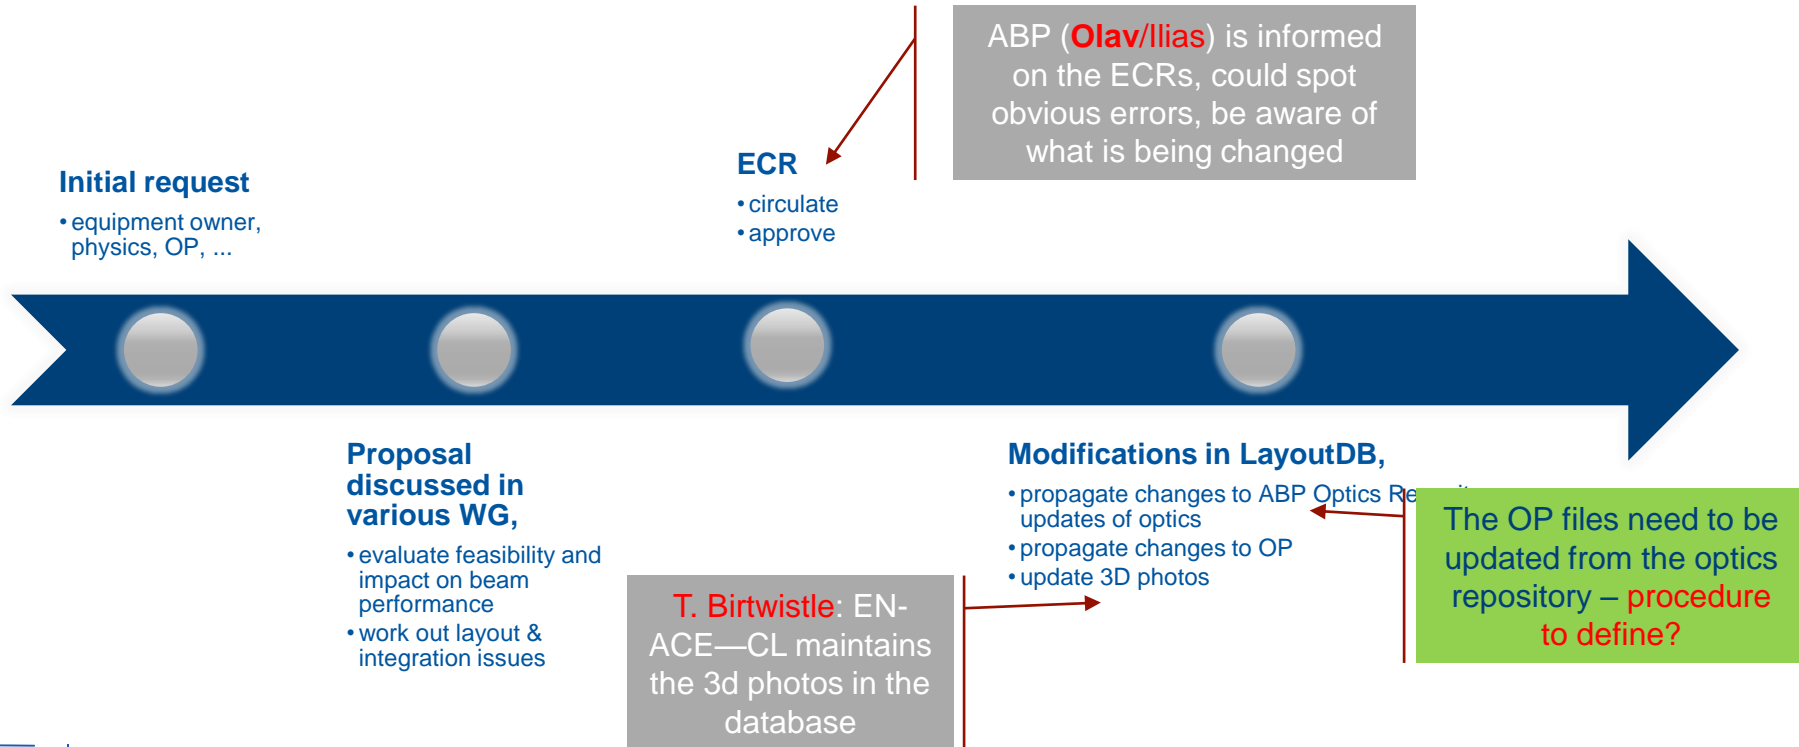 ABP (Olav/Ilias) is informed
on the ECRs, could spot
obvious errors, be aware of
what is being changed
Initial request
• equipment owner,
physics, OP, ...
ECR
• circulate
• approve
Proposal
discussed in
various WG,
• evaluate feasibility and
impact on beam
performance
• work out layout &
integration issues
Modifications in LayoutDB,
• propagate changes to ABP Optics
updates of optics
• propagate changes to OP
• update 3D photos
T. Birtwistle: EN-
ACE—CL maintains
the 3d photos in the
database
The OP files need to be
updated from the optics
repository – procedure
to define?